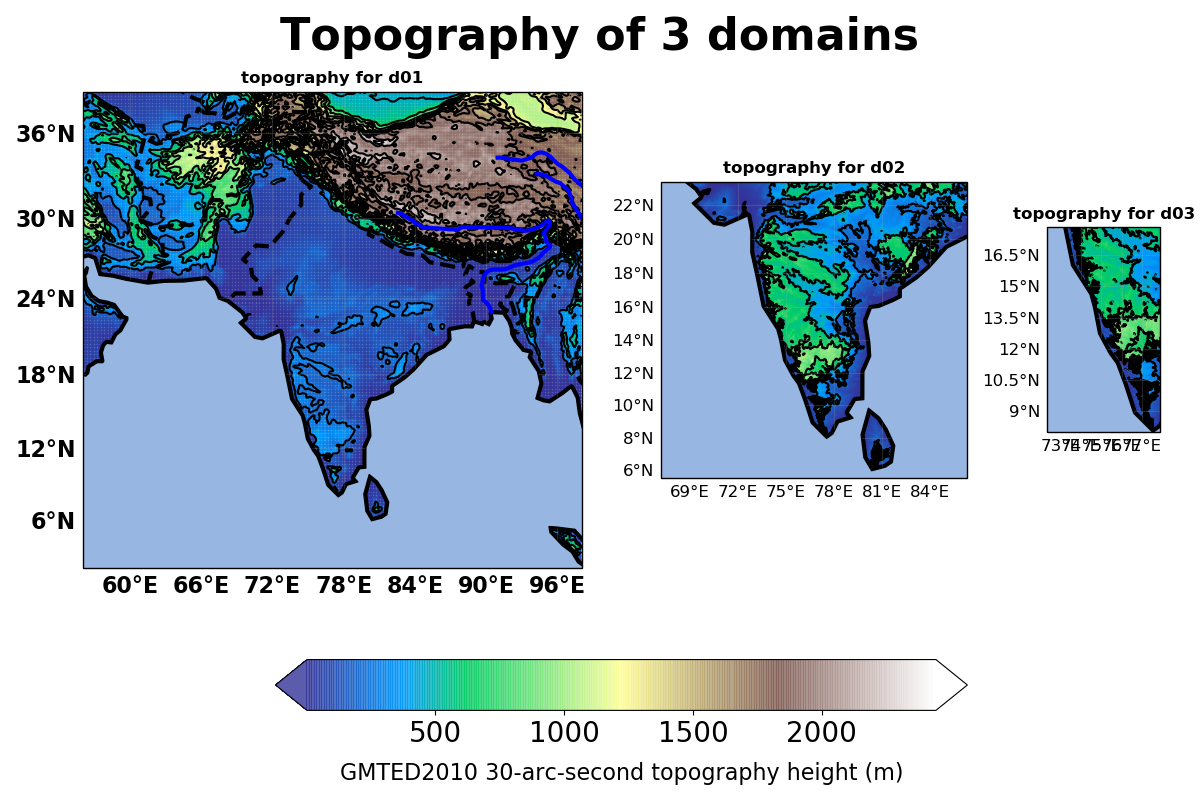 Topography of 3 domains
topography for d01
36°N
30°N
24°N
18°N
12°N
6°N
60°E 66°E 72°E 78°E 84°E 90°E 96°E
topography for d02
22°N
20°N
18°N
16°N
14°N
12°N
10°N
8°N
6°N
69°E 72°E 75°E 78°E 81°E 84°E
topography for d03
16.5°N
15°N
13.5°N
12°N
10.5°N
9°N
73°E 74°E 75°E 76°E 77°E
500 1000 1500 2000
GMTED2010 30-arc-second topography height (m)